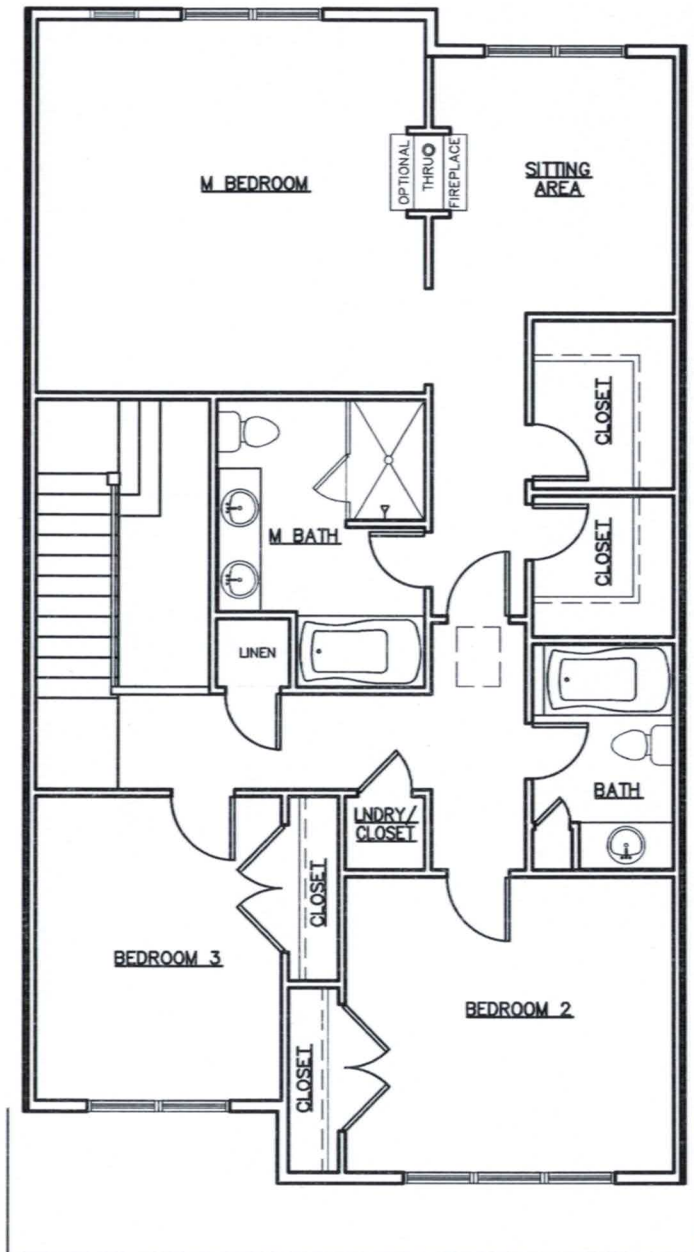 M BEDROOM
OPTIONAL
THRU
FIREPLACE
SITTING
AREA
CLOSET
CLOSET
M BATH
LINEN
BATH
LNDRY/
CLOSET
CLOSET
BEDROOM 3
BEDROOM 2
CLOSET